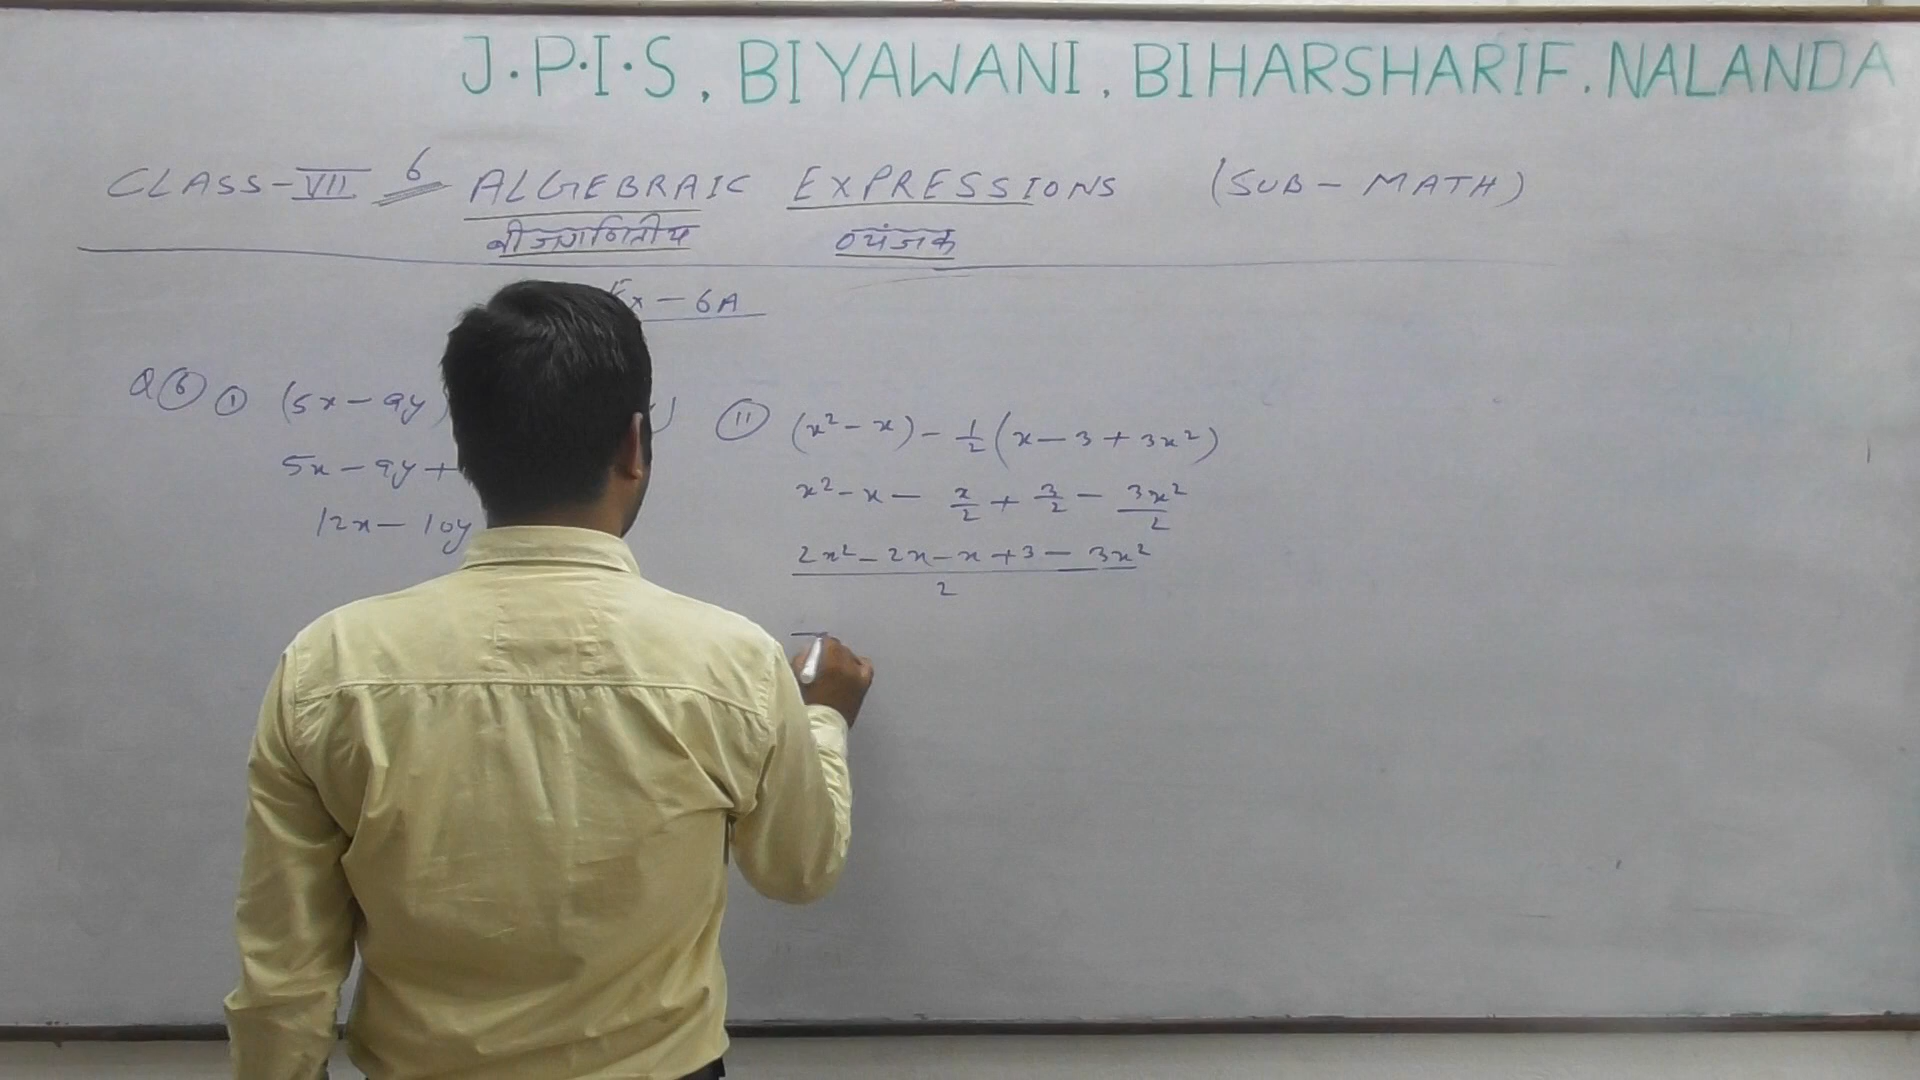 J.P.I.S, BIYAWANI, BIHARSHARIF. NALANDA
CLASS-VII 6 ALGEBRAIC EXPRESSIONS (SUB - MATH)
बीजगणितीय व्यंजक
Ex - 6A
Q 6 (i) (5x - 9y)
5x - 9y +
12x - 10y
(ii) (x² - x) - 1/2 (x - 3 + 3x²)
x² - x - x/2 + 3/2 - 3x²/2
2x² - 2x - x + 3 - 3x²
2